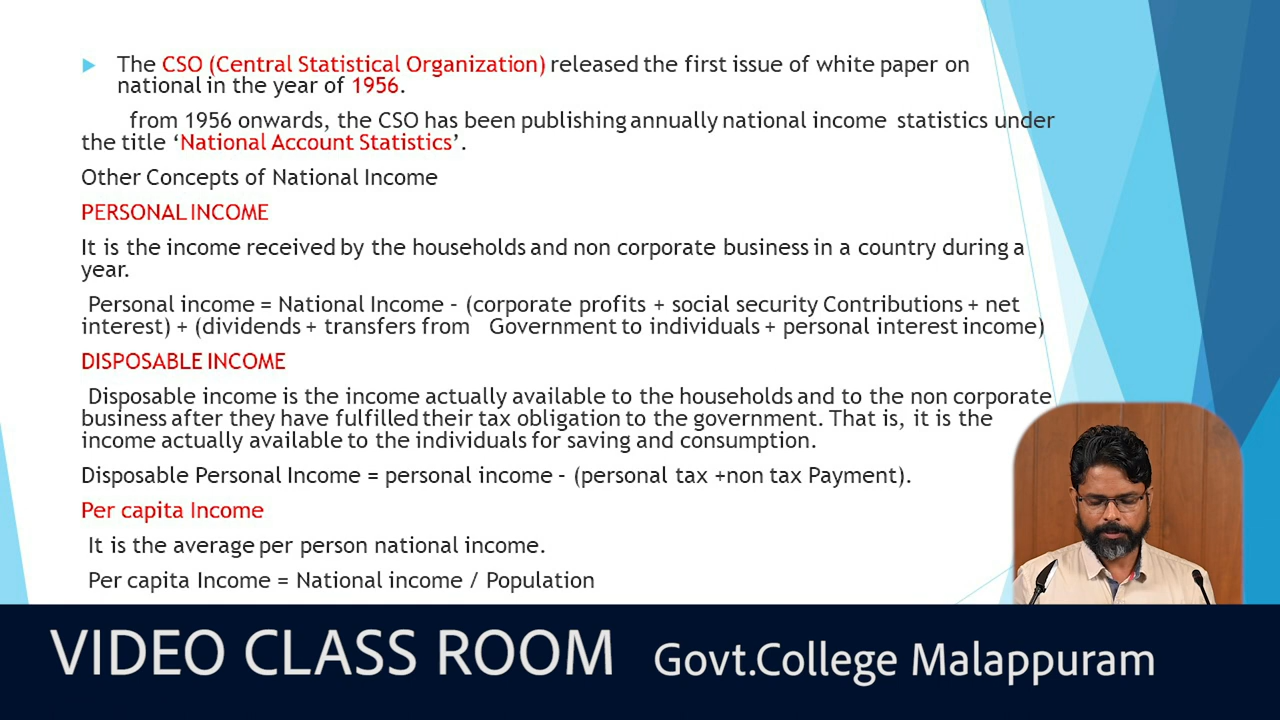 The CSO (Central Statistical Organization) released the first issue of white paper on
national in the year of 1956.
from 1956 onwards, the CSO has been publishing annually national income statistics under
the title ‘National Account Statistics’.
Other Concepts of National Income
PERSONAL INCOME
It is the income received by the households and non corporate business in a country during a
year.
Personal income = National Income – (corporate profits + social security Contributions + net
interest) + (dividends + transfers from Government to individuals + personal interest income)
DISPOSABLE INCOME
Disposable income is the income actually available to the households and to the non corporate
business after they have fulfilled their tax obligation to the government. That is, it is the
income actually available to the individuals for saving and consumption.
Disposable Personal Income = personal income – (personal tax +non tax Payment).
Per capita Income
It is the average per person national income.
Per capita Income = National income / Population
VIDEO CLASS ROOM Govt.College Malappuram